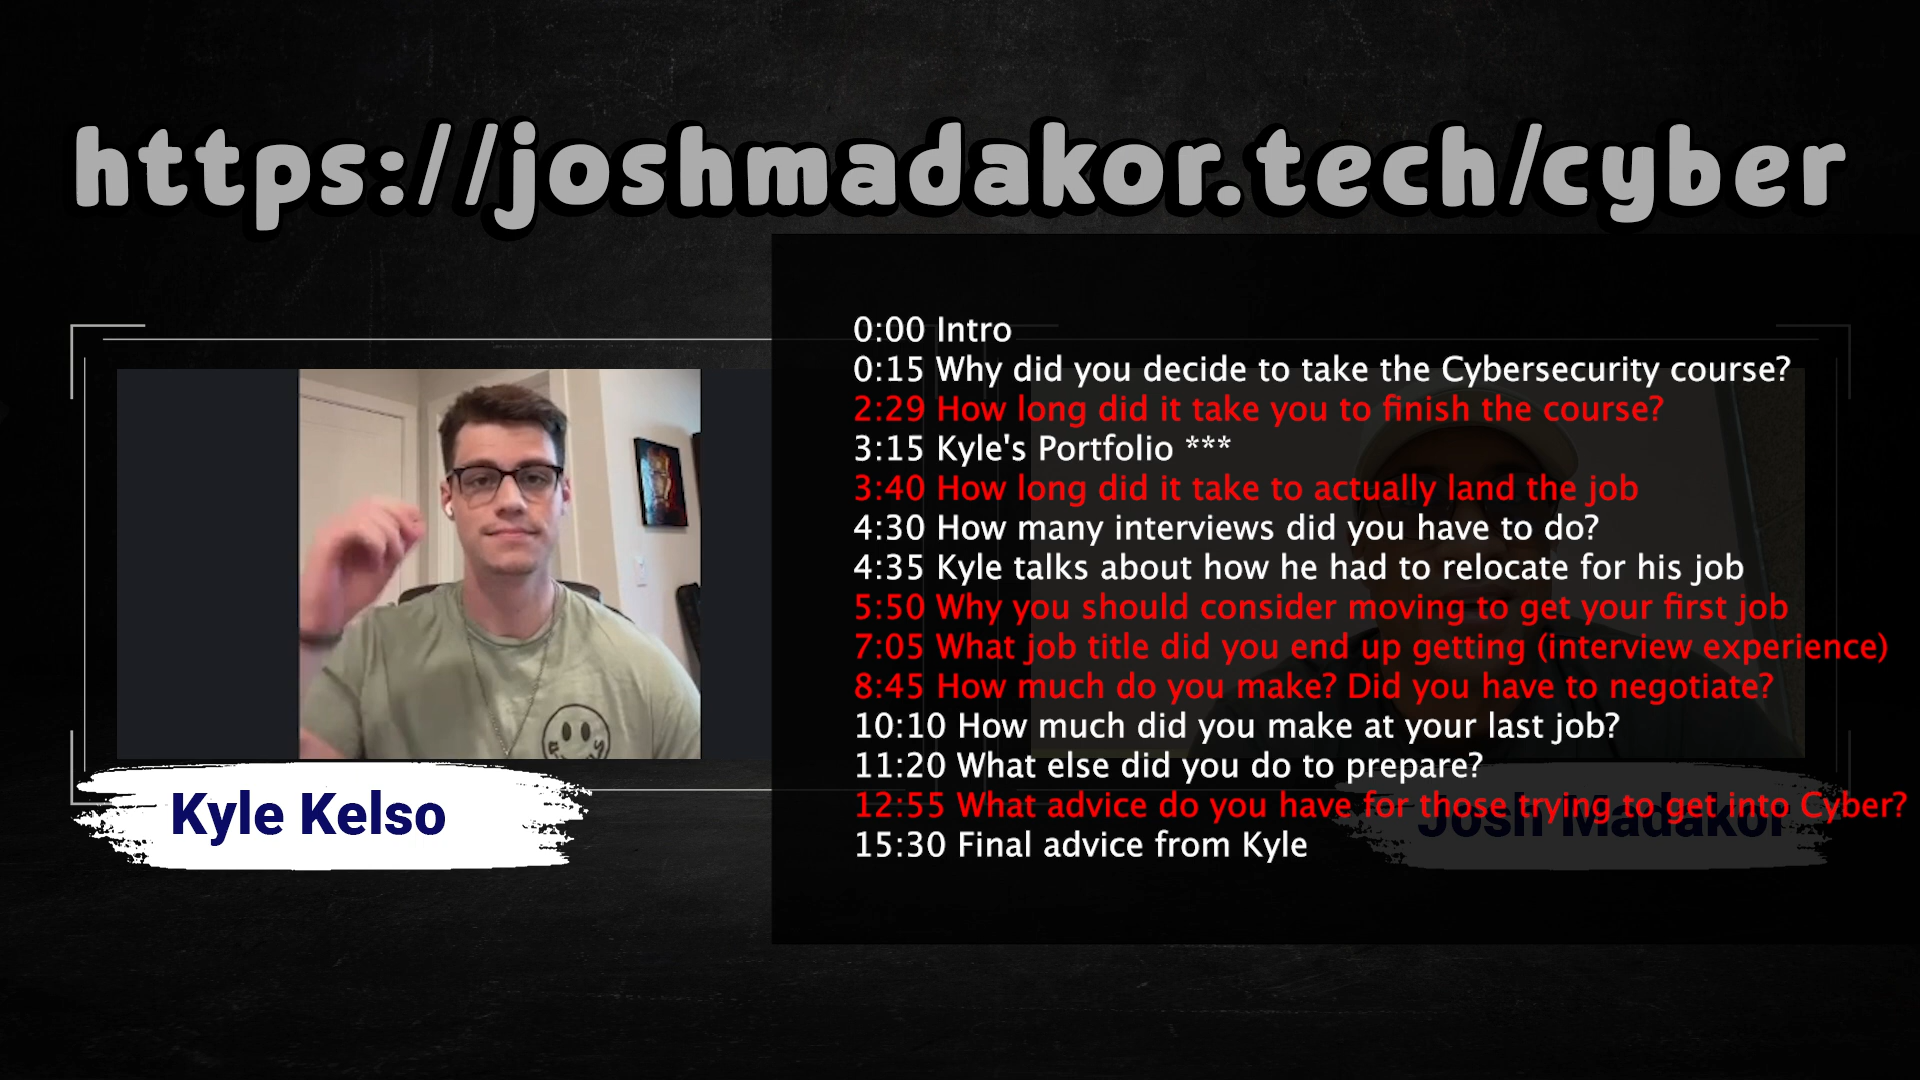 https://joshmadakor.tech/cyber
0:00 Intro
0:15 Why did you decide to take the Cybersecurity course?
2:29 How long did it take you to finish the course?
3:15 Kyle's Portfolio ***
3:40 How long did it take to actually land the job
4:30 How many interviews did you have to do?
4:35 Kyle talks about how he had to relocate for his job
5:50 Why you should consider moving to get your first job
7:05 What job title did you end up getting (interview experience)
8:45 How much do you make? Did you have to negotiate?
10:10 How much did you make at your last job?
11:20 What else did you do to prepare?
12:55 What advice do you have for those trying to get into Cyber?
15:30 Final advice from Kyle
Kyle Kelso
Josh Madakor